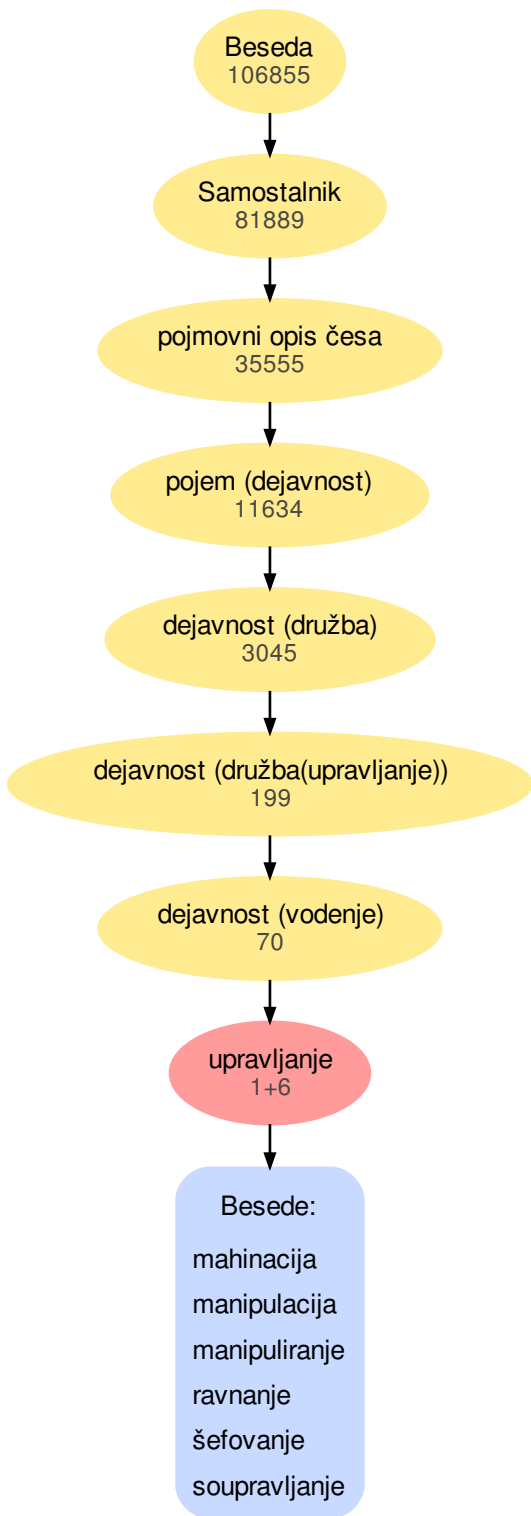 Beseda
106855
Samostalnik
81889
pojmovni opis česa
35555
pojem (dejavnost)
11634
dejavnost (družba)
3045
dejavnost (družba(upravljanje))
199
dejavnost (vodenje)
70
upravljanje
1+6
Besede:
mahinacija
manipulacija
manipuliranje
ravnanje
šefovanje
soupravljanje